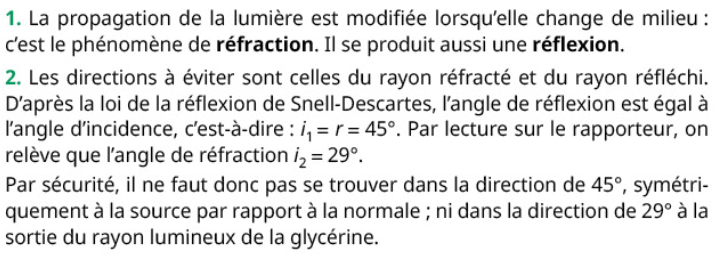 1. La propagation de la lumière est modifiée lorsqu'elle change de milieu :
c'est le phénomène de réfraction. Il se produit aussi une réflexion.
2. Les directions à éviter sont celles du rayon réfracté et du rayon réfléchi.
D'après la loi de la réflexion de Snell-Descartes, l'angle de réflexion est égal à
l'angle d'incidence, c'est-à-dire : i₁ = r = 45°. Par lecture sur le rapporteur, on
relève que l'angle de réfraction i₂ = 29°.
Par sécurité, il ne faut donc pas se trouver dans la direction de 45°, symétri-
quement à la source par rapport à la normale ; ni dans la direction de 29° à la
sortie du rayon lumineux de la glycérine.